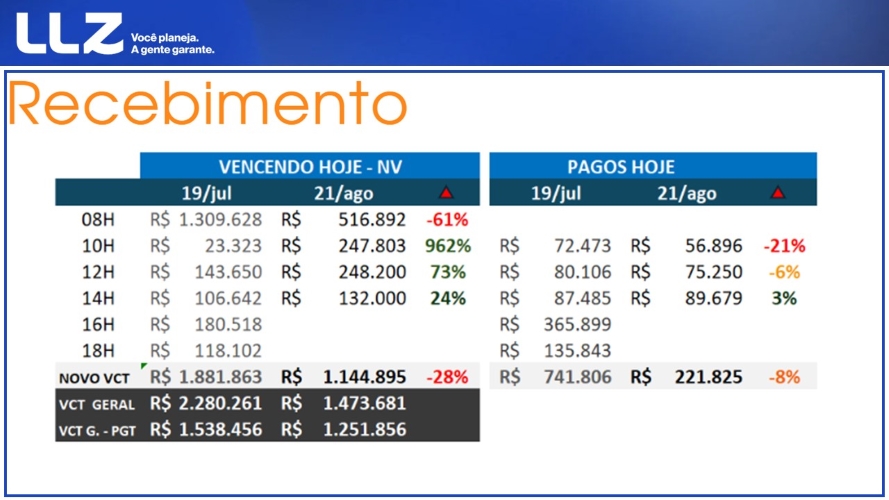 LLZ Você planeja.
A gente garante.
Recebimento
VENCENDO HOJE - NV PAGOS HOJE
19/jul 21/ago 19/jul 21/ago
08H R$ 1.309.628 R$ 516.892 -61%
10H R$ 23.323 R$ 247.803 962% R$ 72.473 R$ 56.896 -21%
12H R$ 143.650 R$ 248.200 73% R$ 80.106 R$ 75.250 -6%
14H R$ 106.642 R$ 132.000 24% R$ 87.485 R$ 89.679 3%
16H R$ 180.518 R$ 365.899
18H R$ 118.102 R$ 135.843
NOVO VCT R$ 1.881.863 R$ 1.144.895 -28% R$ 741.806 R$ 221.825 -8%
VCT GERAL R$ 2.280.261 R$ 1.473.681
VCT G. - PGT R$ 1.538.456 R$ 1.251.856